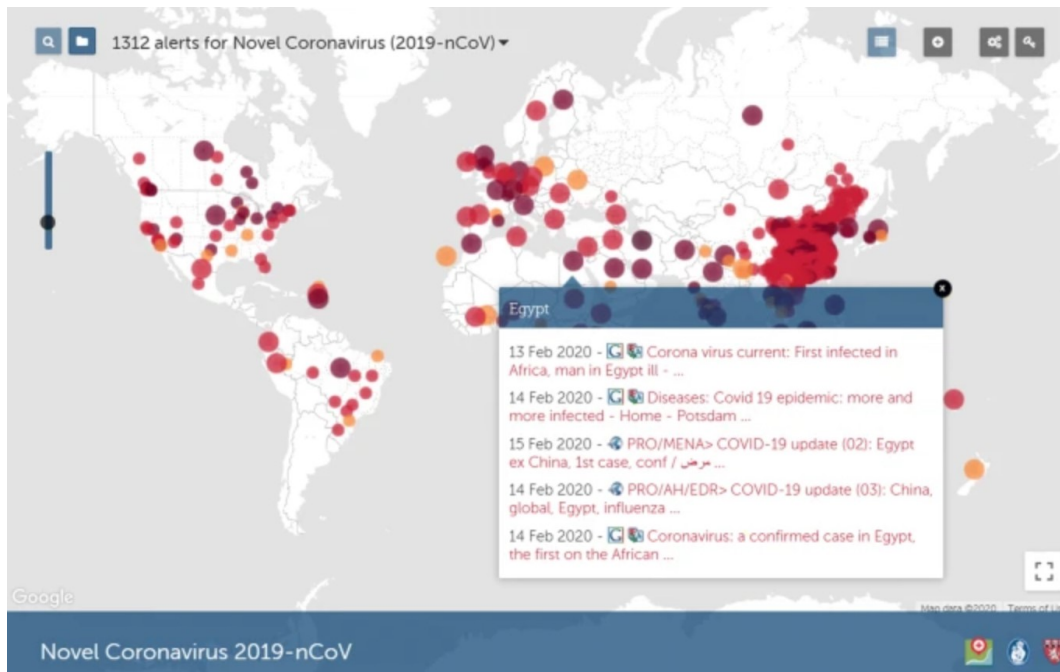 1312 alerts for Novel Coronavirus (2019-nCoV)
Egypt
13 Feb 2020 - Corona virus current: First infected in
Africa, man in Egypt ill - ...
14 Feb 2020 - Diseases: Covid 19 epidemic: more and
more infected - Home - Potsdam ...
15 Feb 2020 - PRO/MENA> COVID-19 update (02): Egypt
ex China, 1st case, conf / مرض ...
14 Feb 2020 - PRO/AH/EDR> COVID-19 update (03): China,
global, Egypt, influenza ...
14 Feb 2020 - Coronavirus: a confirmed case in Egypt,
the first on the African ...
Google
Map data ©2020 Terms of
Novel Coronavirus 2019-nCoV